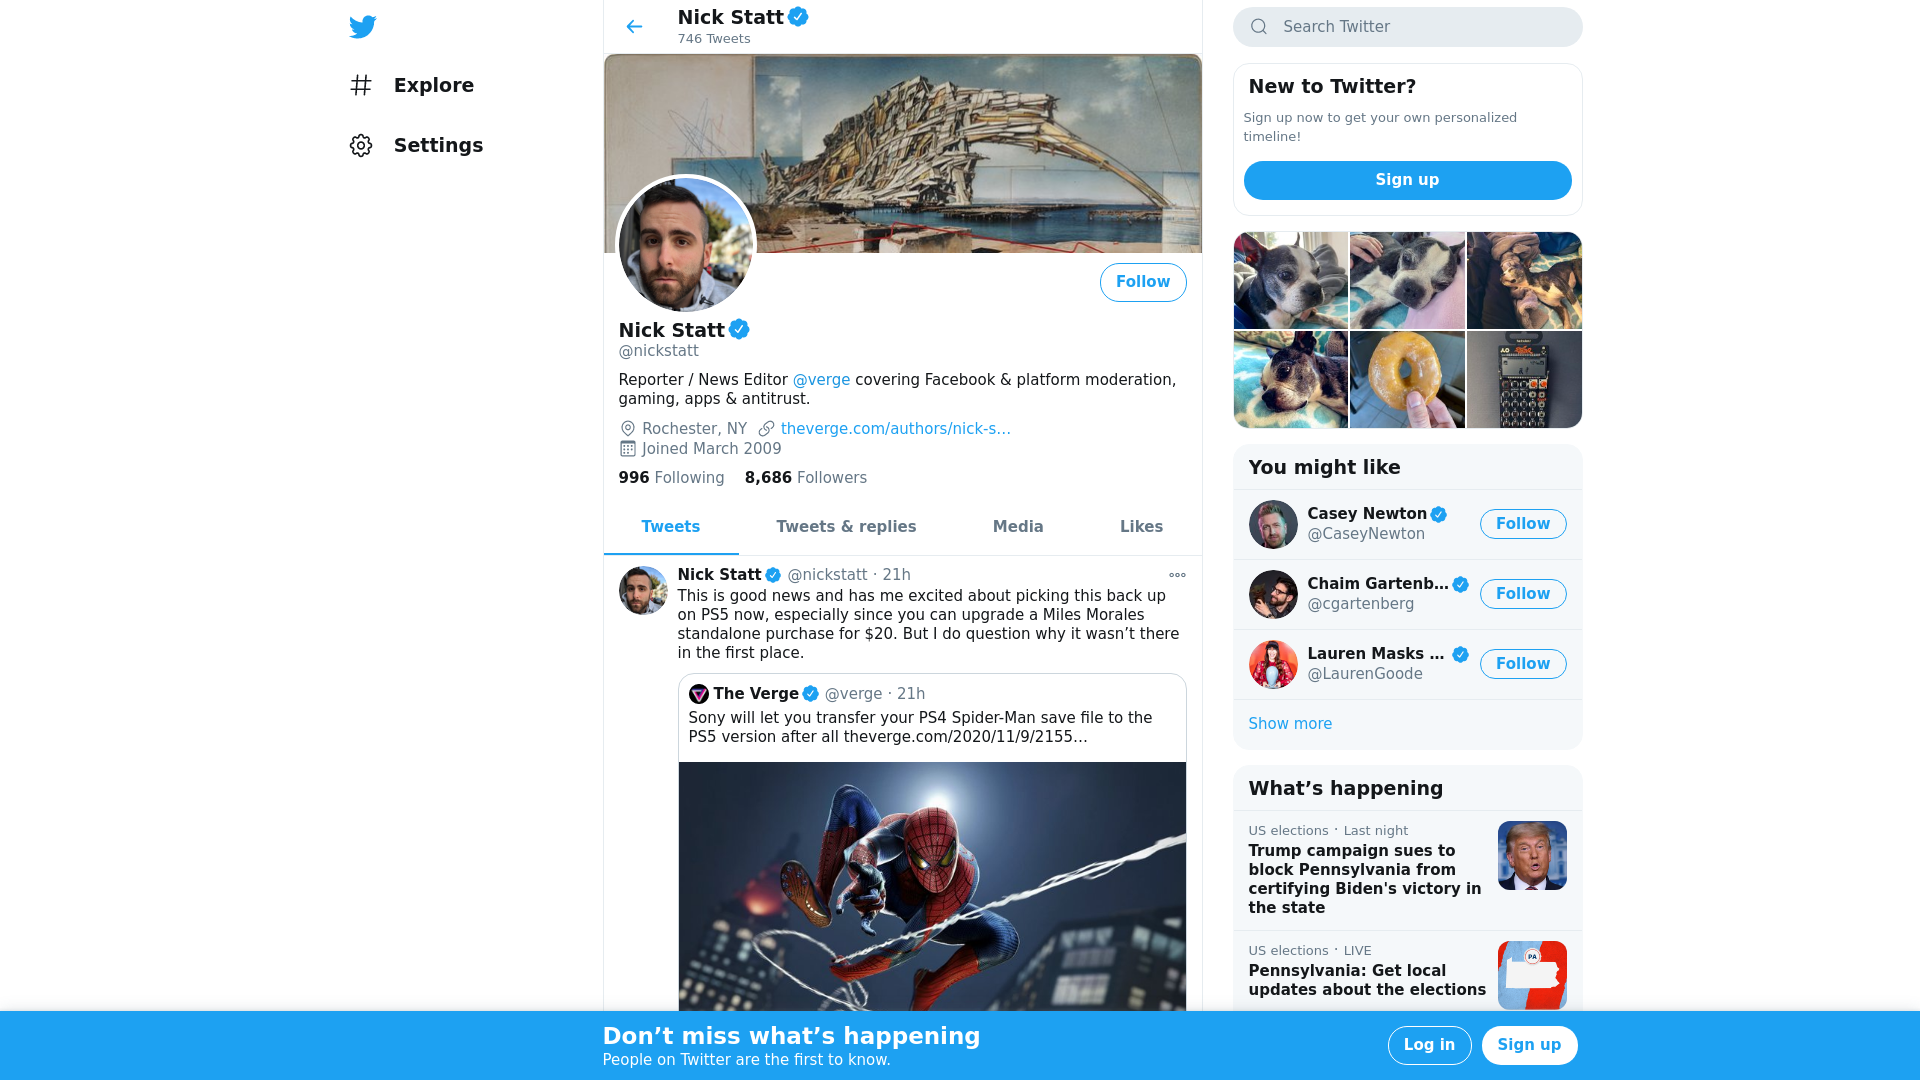 Explore
Settings
Nick Statt
746 Tweets
Follow
Nick Statt
@nickstatt
Reporter / News Editor @verge covering Facebook & platform moderation,
gaming, apps & antitrust.
Rochester, NY theverge.com/authors/nick-s…
Joined March 2009
996 Following 8,686 Followers
Tweets Tweets & replies Media Likes
Nick Statt @nickstatt · 21h
This is good news and has me excited about picking this back up
on PS5 now, especially since you can upgrade a Miles Morales
standalone purchase for $20. But I do question why it wasn’t there
in the first place.
The Verge @verge · 21h
Sony will let you transfer your PS4 Spider-Man save file to the
PS5 version after all theverge.com/2020/11/9/2155…
Search Twitter
New to Twitter?
Sign up now to get your own personalized
timeline!
Sign up
You might like
Casey Newton
@CaseyNewton
Follow
Chaim Gartenb…
@cgartenberg
Follow
Lauren Masks …
@LaurenGoode
Follow
Show more
What’s happening
US elections · Last night
Trump campaign sues to
block Pennsylvania from
certifying Biden's victory in
the state
US elections · LIVE
Pennsylvania: Get local
updates about the elections
PA
Don’t miss what’s happening
People on Twitter are the first to know.
Log in
Sign up